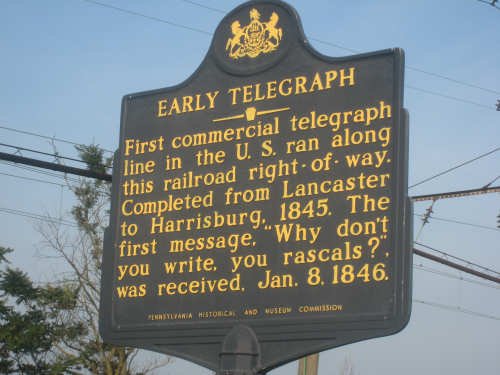 EARLY TELEGRAPH
First commercial telegraph
line in the U. S. ran along
this railroad right-of-way.
Completed from Lancaster
to Harrisburg, 1845. The
first message, "Why don't
you write, you rascals?",
was received, Jan. 8, 1846.
PENNSYLVANIA HISTORICAL AND MUSEUM COMMISSION